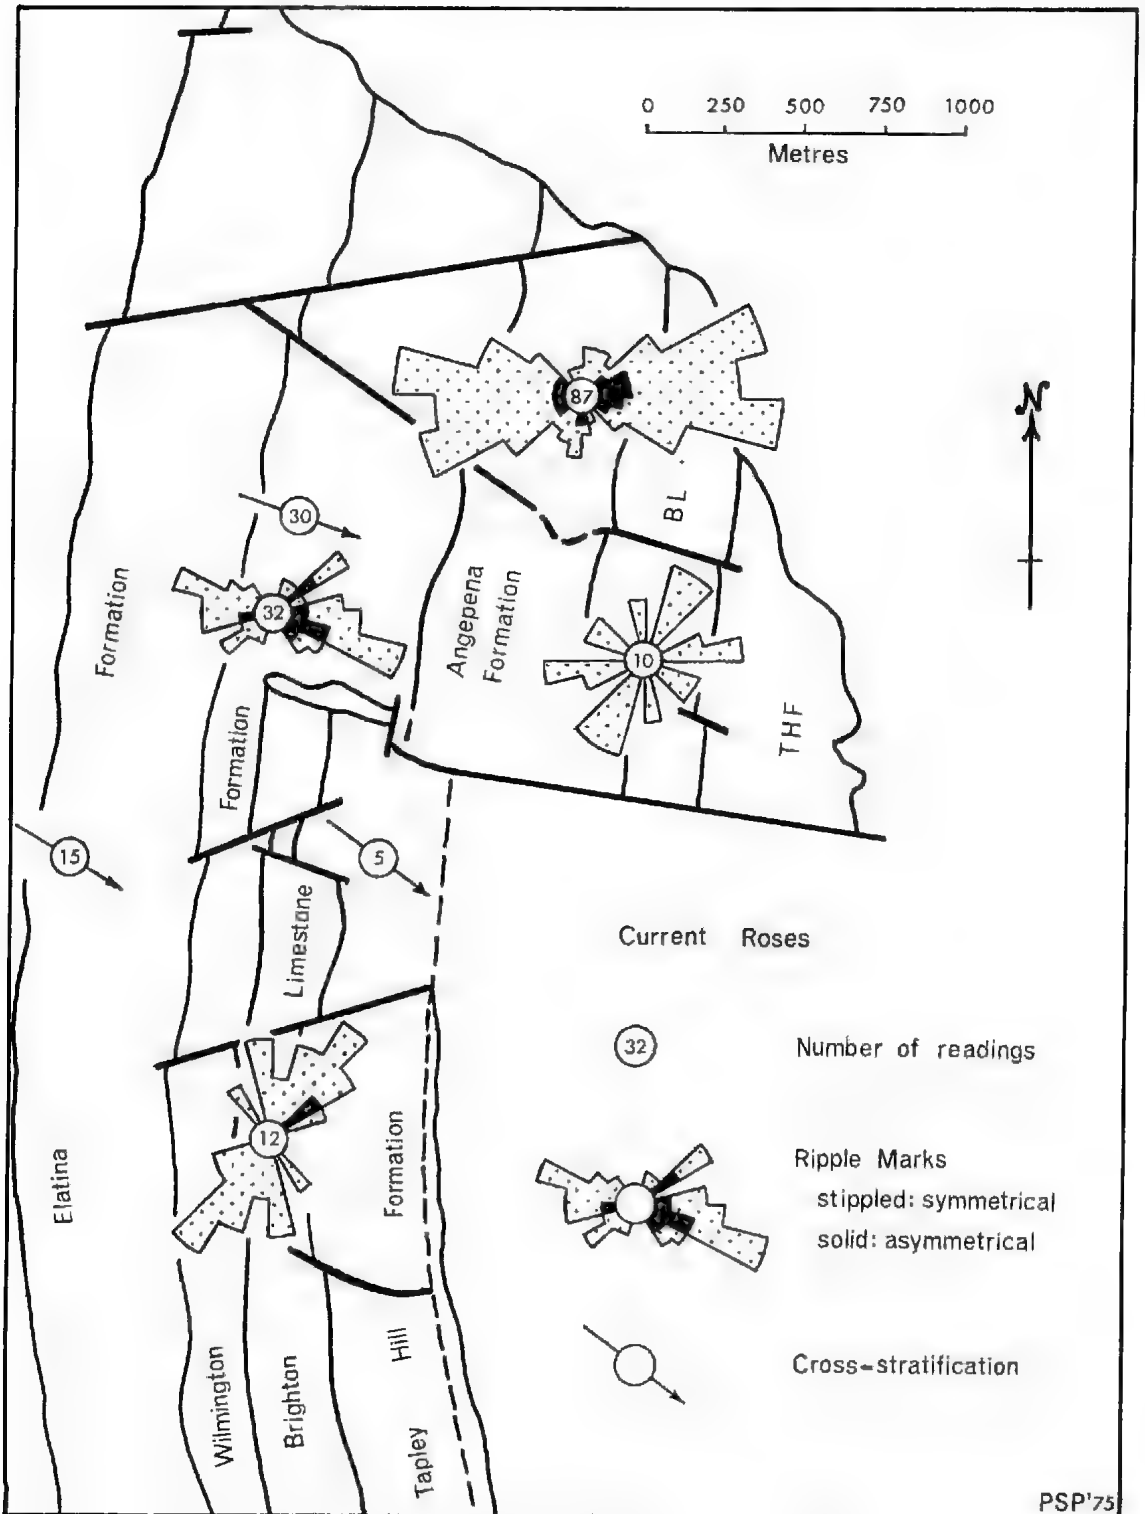 0 250 500 750 1000
Metres
N
87
BL
30
32
Formation
Angepena
Formation
10
THF
Formation
15
5
Limestane
Current Roses
32
Number of readings
12
Formation
Elatina
Ripple Marks
stippled: symmetrical
solid: asymmetrical
Cross-stratification
Wilmington
Brighton
Hill
Tapley
PSP'75